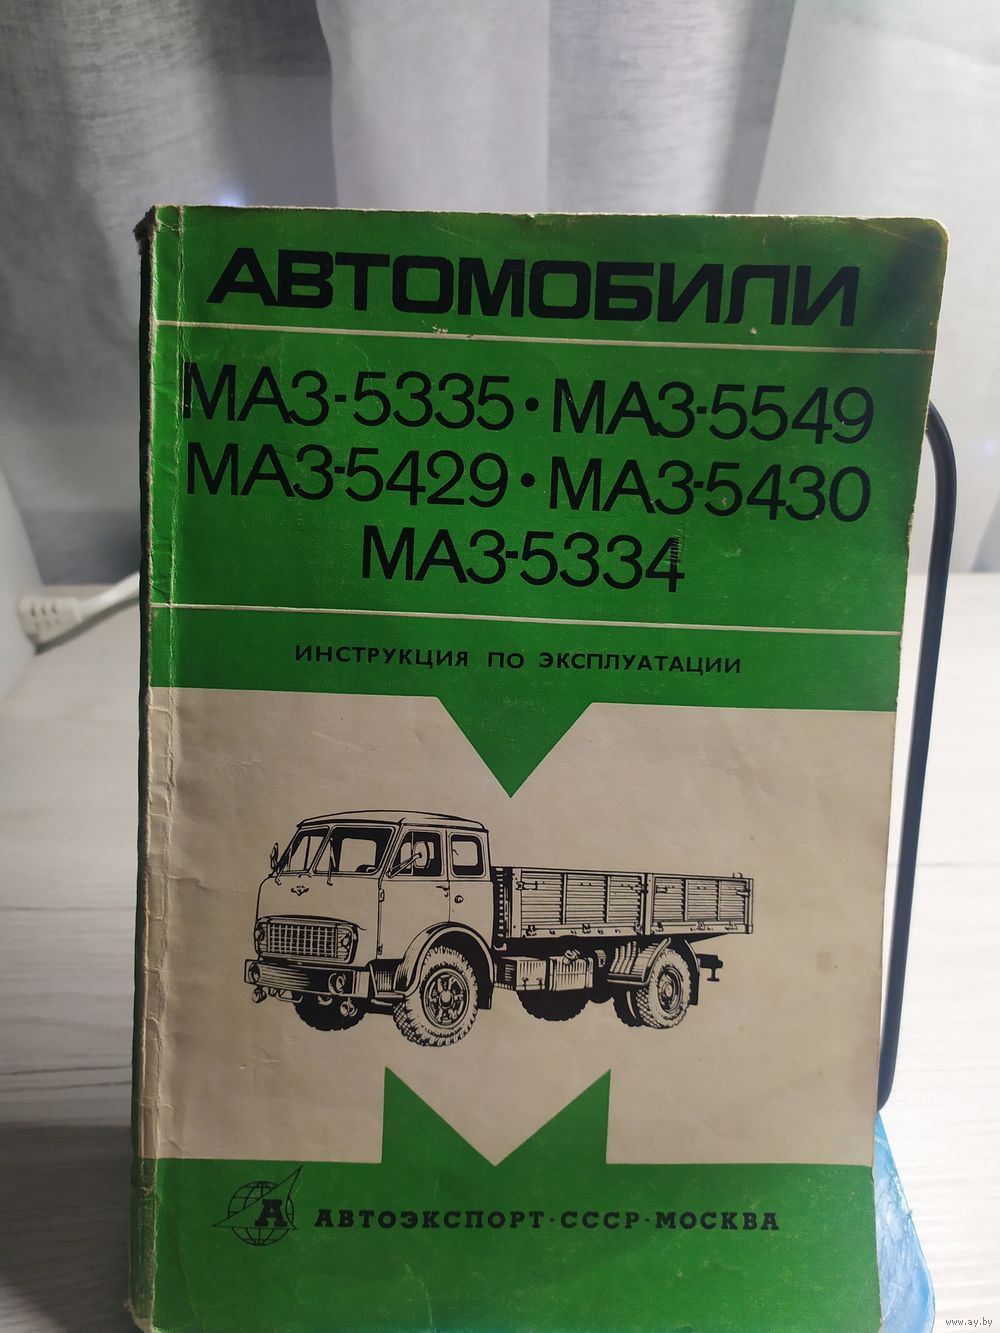 АВТОМОБИЛИ
МАЗ-5335 · МАЗ-5549
МАЗ-5429 · МАЗ-5430
МАЗ-5334
ИНСТРУКЦИЯ ПО ЭКСПЛУАТАЦИИ
А АВТОЭКСПОРТ · СССР · МОСКВА
www.ay.by